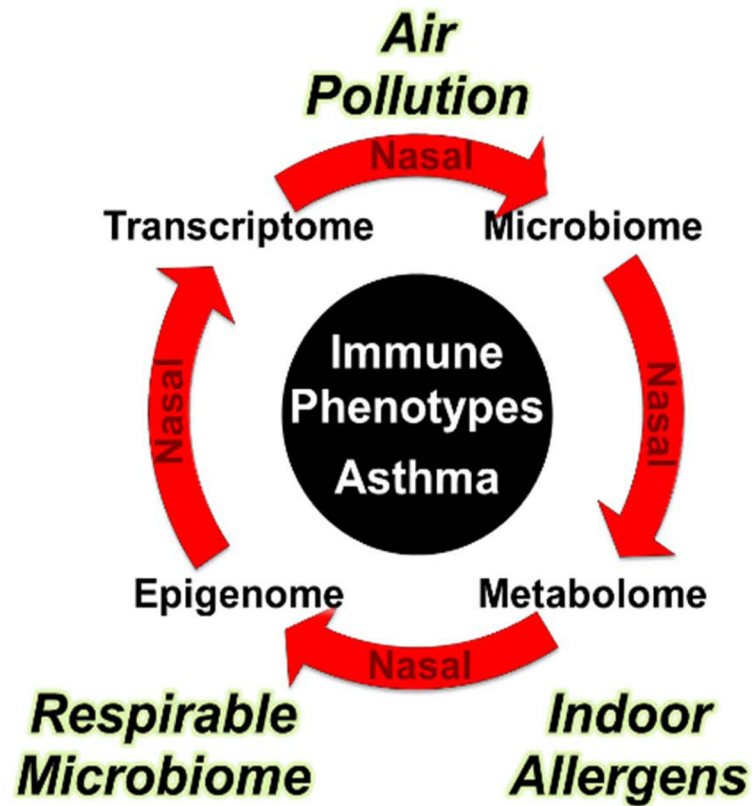 Air
Pollution
Nasal
Transcriptome
Microbiome
Nasal
Immune
Phenotypes
Asthma
Nasal
Epigenome
Metabolome
Nasal
Respirable
Microbiome
Indoor
Allergens